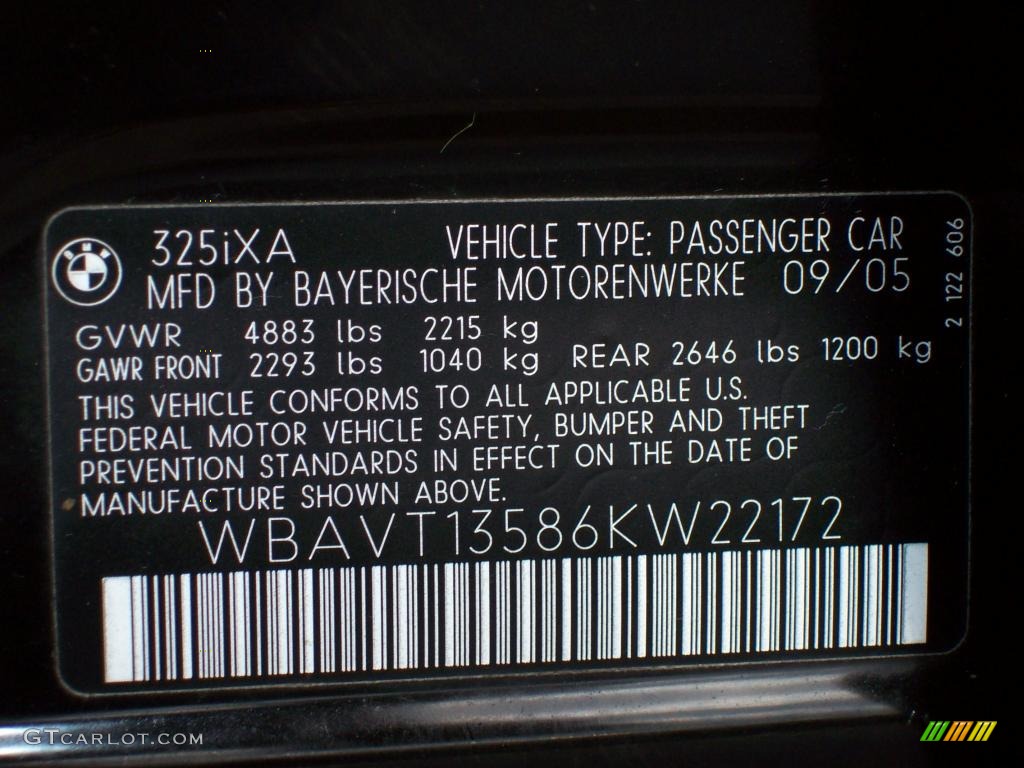 325iXA VEHICLE TYPE: PASSENGER CAR
MFD BY BAYERISCHE MOTORENWERKE 09/05
GVWR 4883 lbs 2215 kg
GAWR FRONT 2293 lbs 1040 kg REAR 2646 lbs 1200 kg
THIS VEHICLE CONFORMS TO ALL APPLICABLE U.S.
FEDERAL MOTOR VEHICLE SAFETY, BUMPER AND THEFT
PREVENTION STANDARDS IN EFFECT ON THE DATE OF
MANUFACTURE SHOWN ABOVE.
WBAVT13586KW22172
2 122 606
GTCARLOT.COM